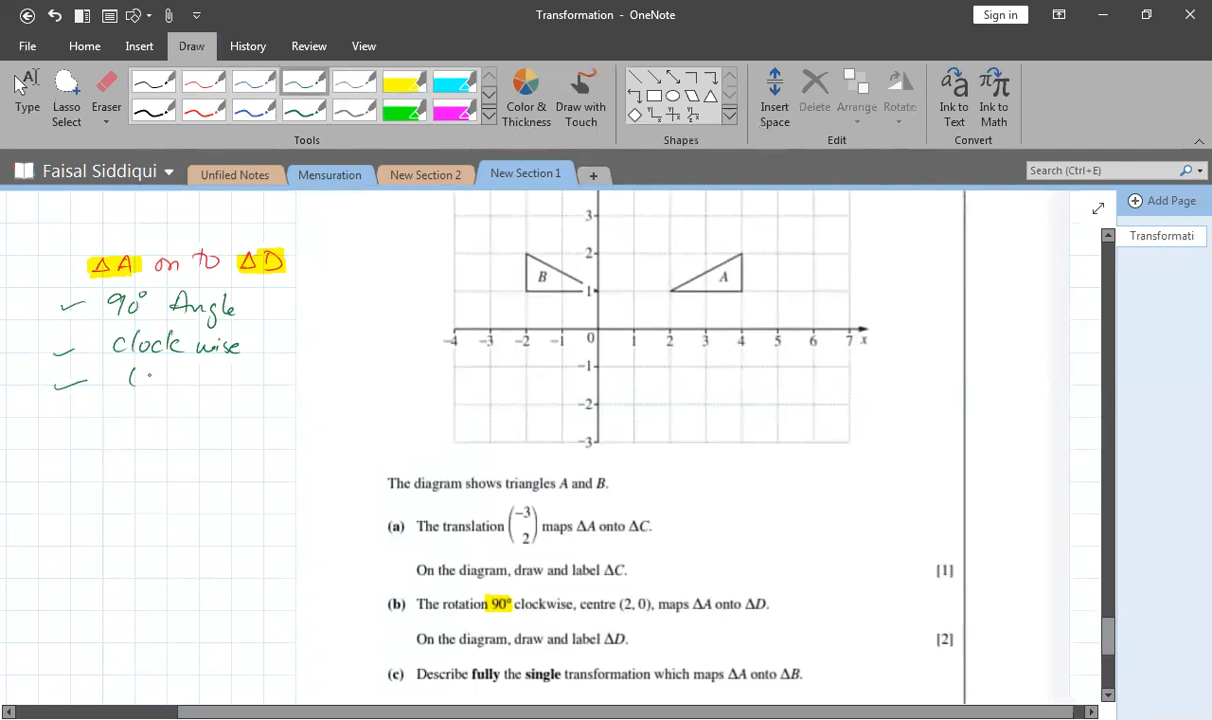 Transformation - OneNote
Sign in
File Home Insert Draw History Review View
Type
Lasso Select
Eraser
Color & Thickness
Draw with Touch
Insert Space
Delete
Arrange
Rotate
Ink to Text
Ink to Math
Tools
Shapes
Edit
Convert
Faisal Siddiqui
Unfiled Notes
Mensuration
New Section 2
New Section 1
Search (Ctrl+E)
Add Page
Transformati
Δ A on to Δ D
90° Angle
clock wise
(
3
2
B
A
1
-4 -3 -2 -1 0 1 2 3 4 5 6 7 x
-1
-2
-3
The diagram shows triangles A and B.
(a) The translation (-3 2) maps ΔA onto ΔC.
On the diagram, draw and label ΔC. [1]
(b) The rotation 90° clockwise, centre (2, 0), maps ΔA onto ΔD.
On the diagram, draw and label ΔD. [2]
(c) Describe fully the single transformation which maps ΔA onto ΔB.